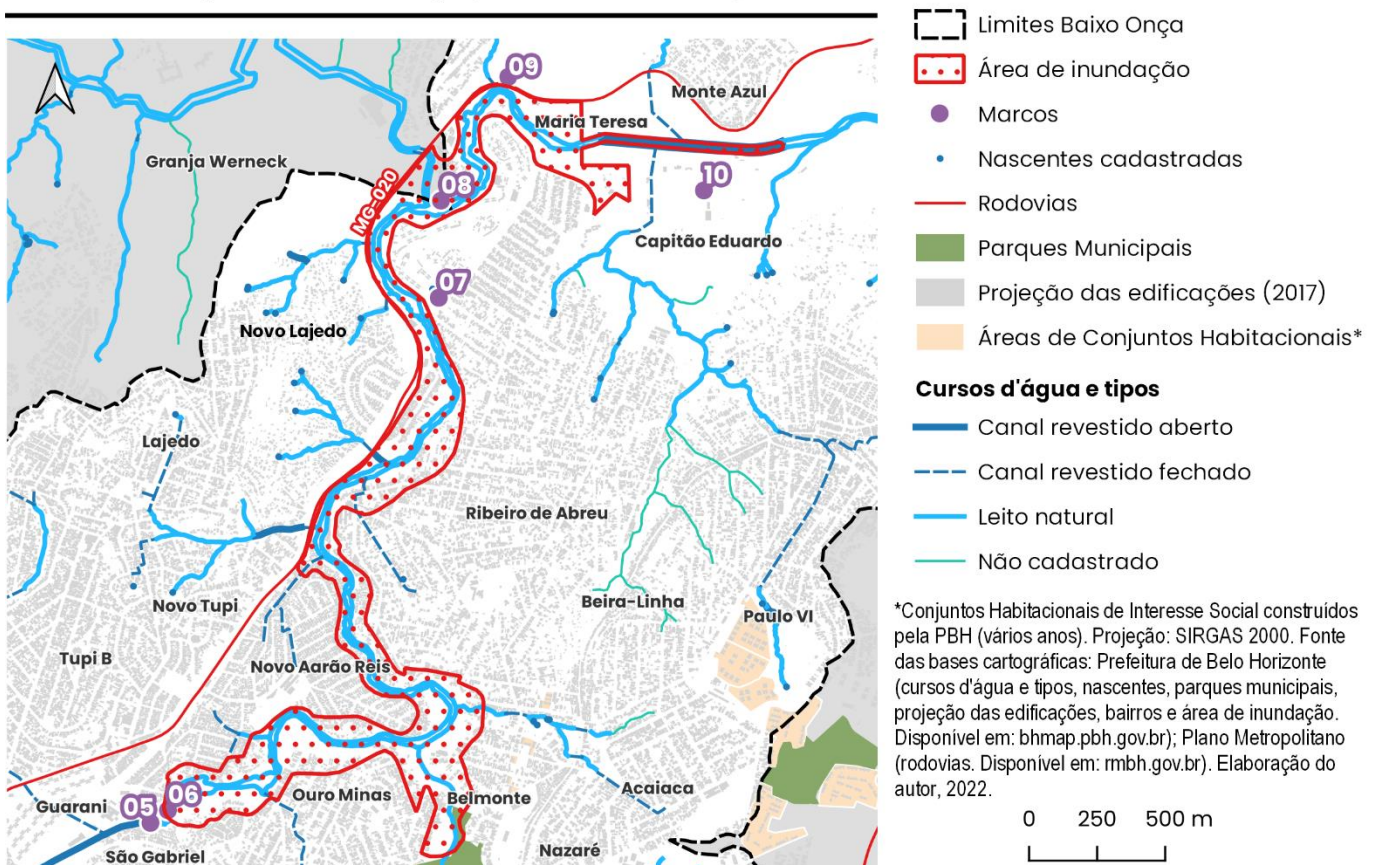 Limites Baixo Onça
Área de inundação
Marcos
Nascentes cadastradas
Rodovias
Parques Municipais
Projeção das edificações (2017)
Áreas de Conjuntos Habitacionais*
Cursos d'água e tipos
Canal revestido aberto
Canal revestido fechado
Leito natural
Não cadastrado
*Conjuntos Habitacionais de Interesse Social construídos
pela PBH (vários anos). Projeção: SIRGAS 2000. Fonte
das bases cartográficas: Prefeitura de Belo Horizonte
(cursos d'água e tipos, nascentes, parques municipais,
projeção das edificações, bairros e área de inundação.
Disponível em: bhmap.pbh.gov.br); Plano Metropolitano
(rodovias. Disponível em: rmbh.gov.br). Elaboração do
autor, 2022.
0 250 500 m
09
Monte Azul
Maria Teresa
Granja Werneck
10
08
MG-020
Capitão Eduardo
07
Novo Lajedo
Lajedo
Ribeiro de Abreu
Novo Tupi
Beira-Linha
Paulo VI
Tupi B
Novo Aarão Reis
Guarani
05
06
Ouro Minas
Belmonte
Acaiaca
São Gabriel
Nazaré